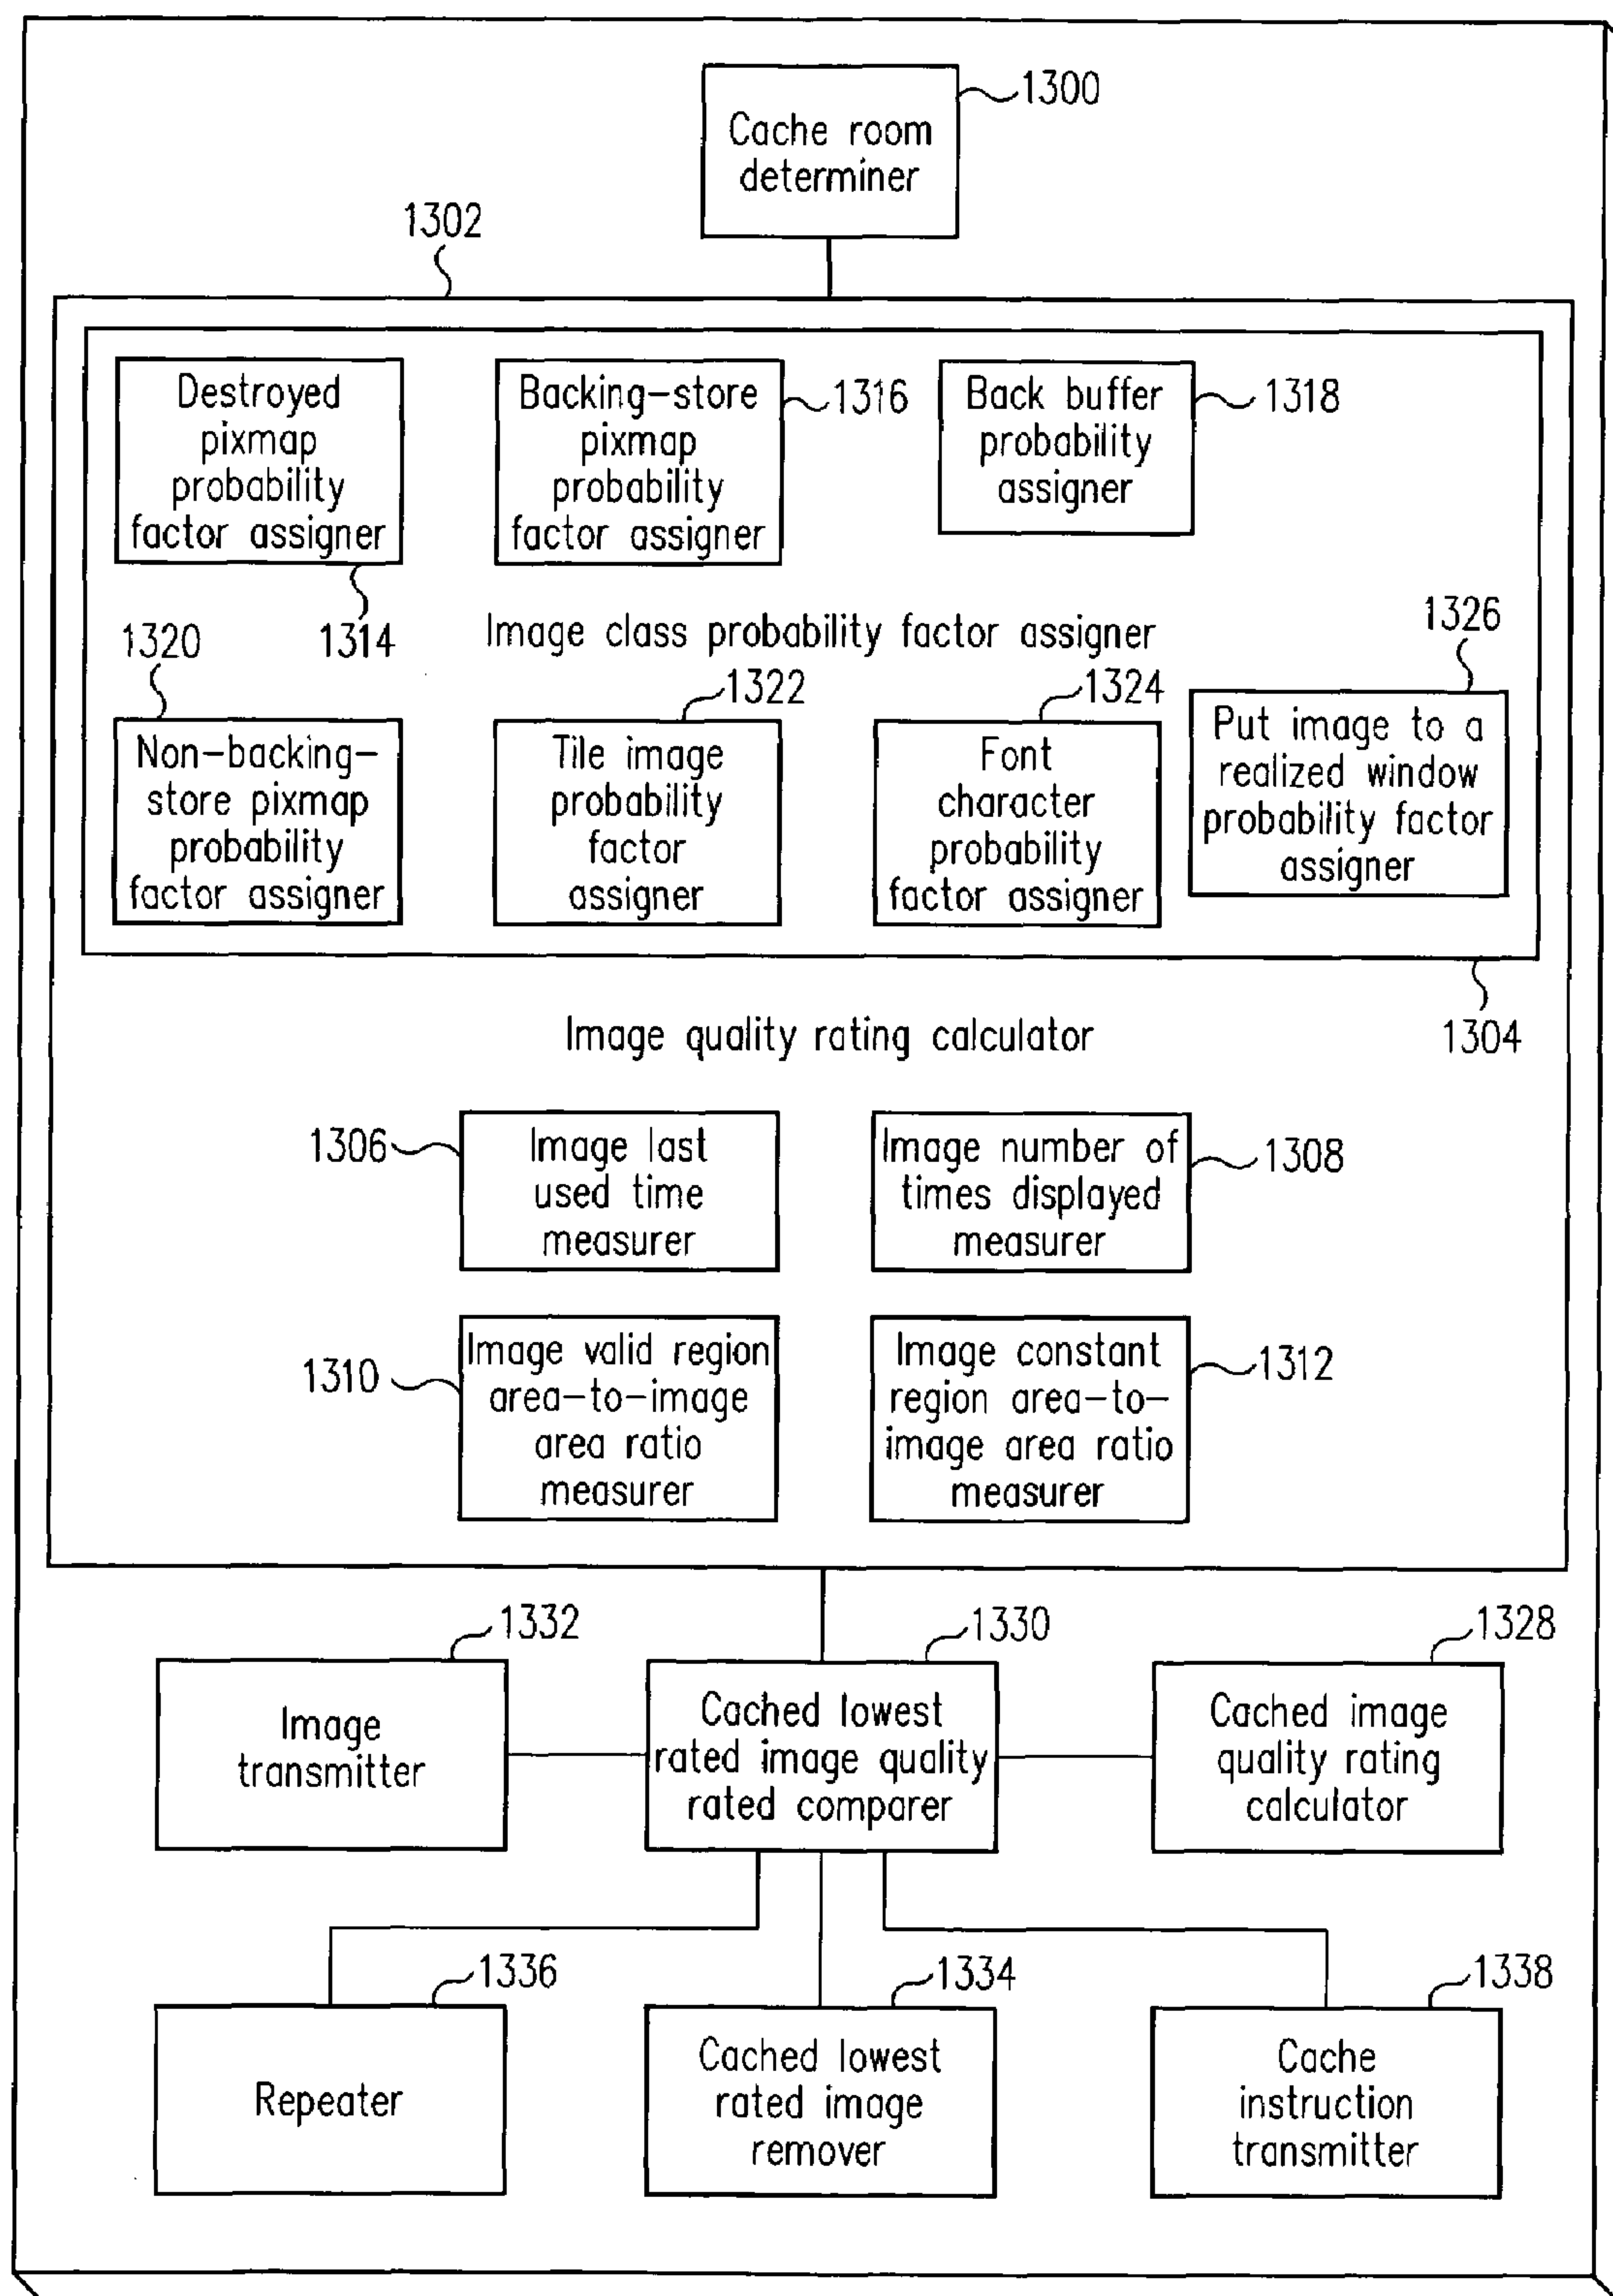 1300
Cache room
determiner
1302
Destroyed
pixmap
probability
factor assigner
1314
Backing-store
pixmap
probability
factor assigner
1316
Back buffer
probability
assigner
1318
Image class probability factor assigner
1320
Non-backing-
store pixmap
probability
factor assigner
1322
Tile image
probability
factor
assigner
1324
Font
character
probability
factor assigner
1326
Put image to a
realized window
probability factor
assigner
1304
Image quality rating calculator
1306
Image last
used time
measurer
Image number of
times displayed
measurer
1308
1310
Image valid region
area-to-image
area ratio
measurer
Image constant
region area-to-
image area ratio
measurer
1312
1332
Image
transmitter
1330
Cached lowest
rated image quality
rated comparer
1328
Cached image
quality rating
calculator
1336
Repeater
1334
Cached lowest
rated image
remover
1338
Cache
instruction
transmitter